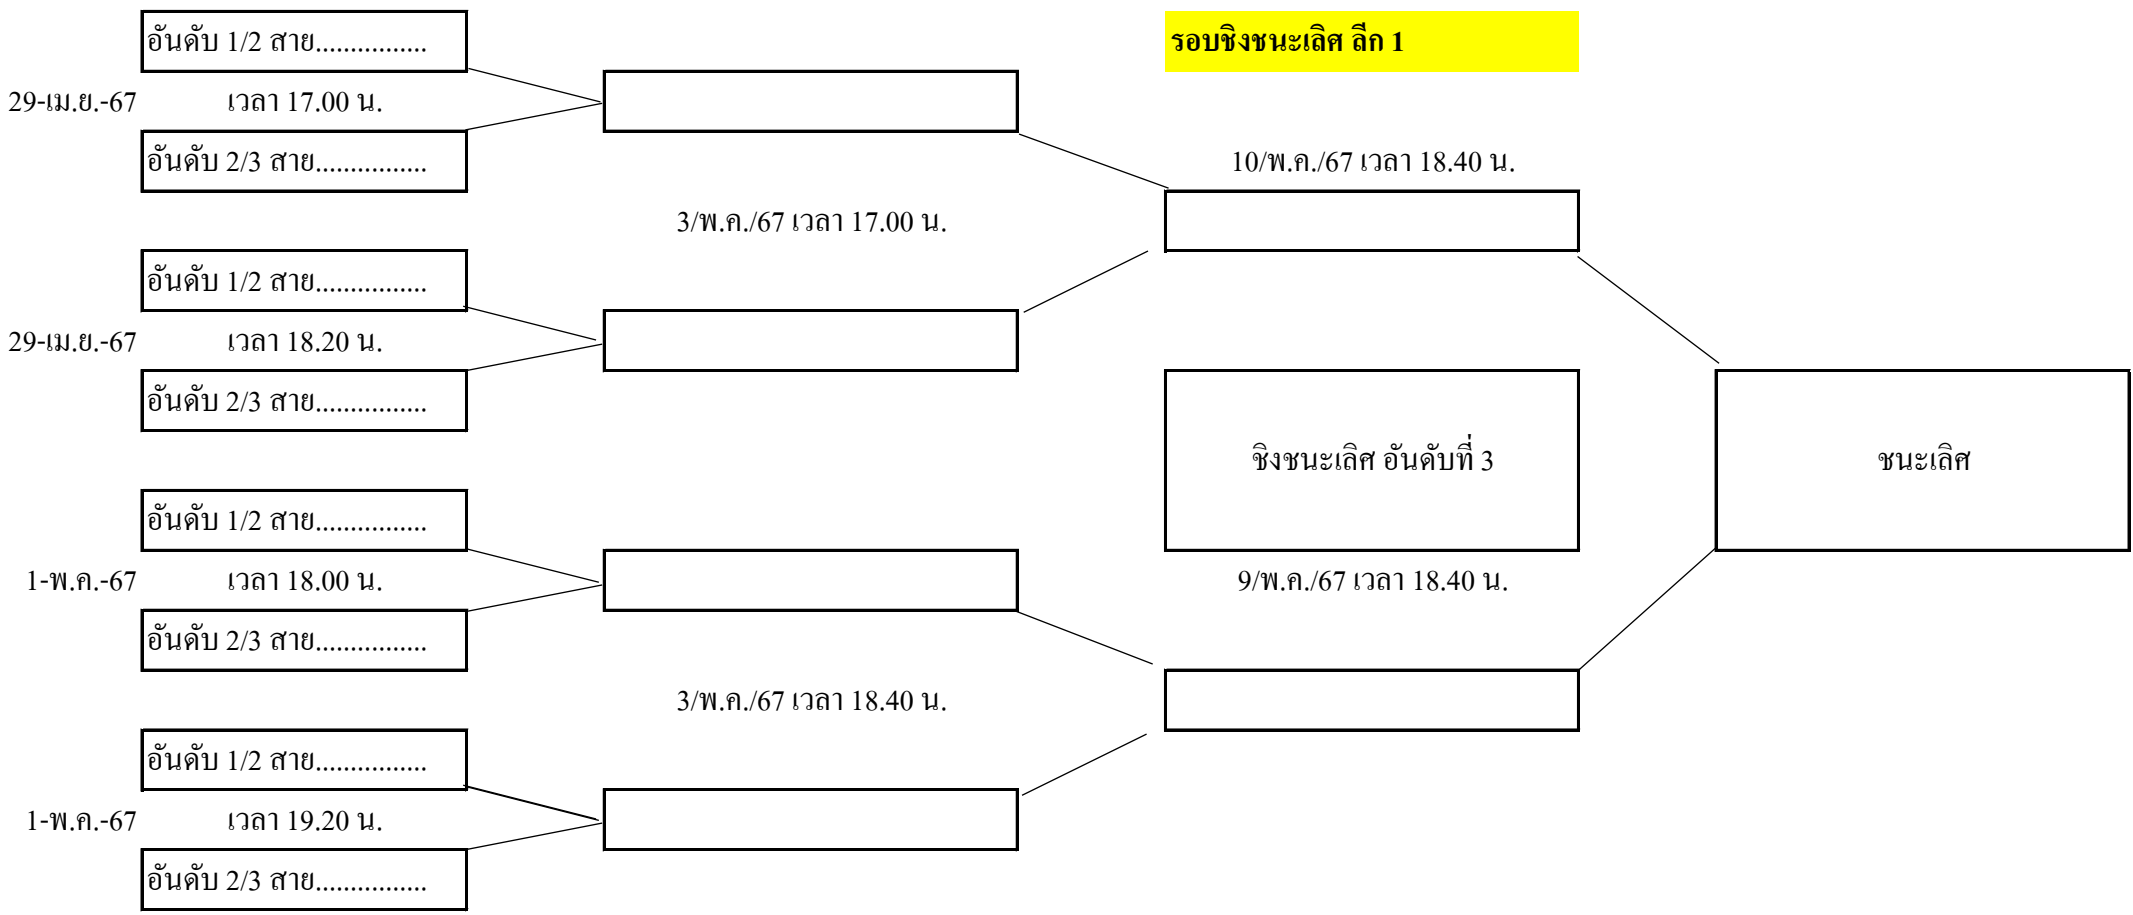 อันดับ 1/2 สาย................
รอบชิงชนะเลิศ ลีก 1
29-เม.ย.-67
เวลา 17.00 น.
อันดับ 2/3 สาย................
10/พ.ค./67 เวลา 18.40 น.
3/พ.ค./67 เวลา 17.00 น.
อันดับ 1/2 สาย................
29-เม.ย.-67
เวลา 18.20 น.
อันดับ 2/3 สาย................
ชิงชนะเลิศ อันดับที่ 3
ชนะเลิศ
อันดับ 1/2 สาย................
1-พ.ค.-67
เวลา 18.00 น.
9/พ.ค./67 เวลา 18.40 น.
อันดับ 2/3 สาย................
3/พ.ค./67 เวลา 18.40 น.
อันดับ 1/2 สาย................
1-พ.ค.-67
เวลา 19.20 น.
อันดับ 2/3 สาย................